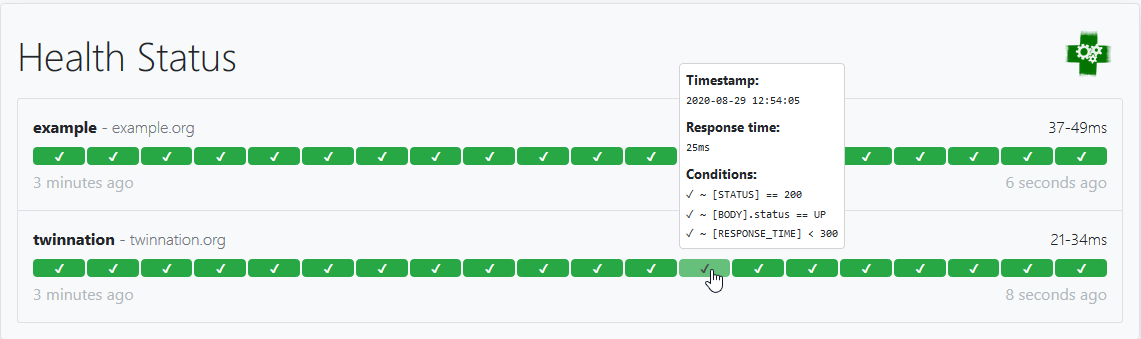 Health Status
example - example.org
37-49ms
✓ ✓ ✓ ✓ ✓ ✓ ✓ ✓ ✓ ✓ ✓ ✓ ✓ ✓ ✓ ✓ ✓
3 minutes ago
6 seconds ago
twinnation - twinnation.org
21-34ms
✓ ✓ ✓ ✓ ✓ ✓ ✓ ✓ ✓ ✓ ✓ ✓ ✓ ✓ ✓ ✓ ✓ ✓ ✓ ✓
3 minutes ago
8 seconds ago
Timestamp:
2020-08-29 12:54:05
Response time:
25ms
Conditions:
✓ ~ [STATUS] == 200
✓ ~ [BODY].status == UP
✓ ~ [RESPONSE_TIME] < 300